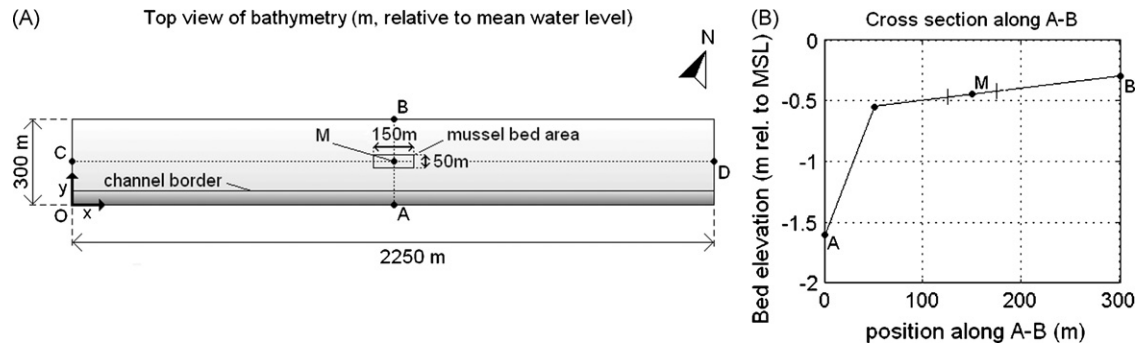 (A)
Top view of bathymetry (m, relative to mean water level)
N
B
M
150m
mussel bed area
50m
C
D
300 m
y
channel border
O
x
A
2250 m
(B)
Cross section along A-B
Bed elevation (m rel. to MSL)
0
-0.5
-1
-1.5
-2
M
B
A
0
100
200
300
position along A-B (m)